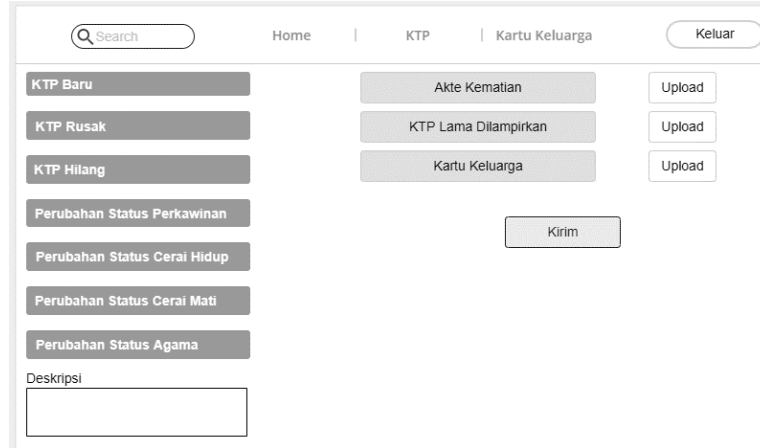 Search Home | KTP | Kartu Keluarga Keluar
KTP Baru
KTP Rusak
KTP Hilang
Perubahan Status Perkawinan
Perubahan Status Cerai Hidup
Perubahan Status Cerai Mati
Perubahan Status Agama
Deskripsi
Akte Kematian Upload
KTP Lama Dilampirkan Upload
Kartu Keluarga Upload
Kirim